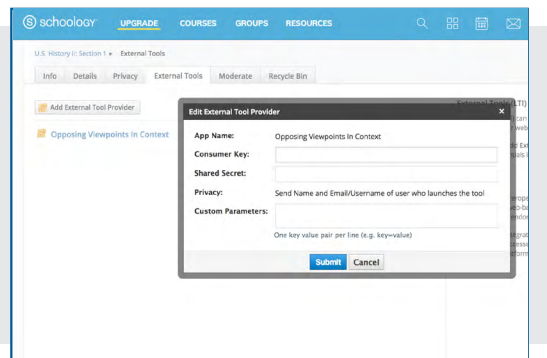 schoology
UPGRADE COURSES GROUPS RESOURCES
U.S. History II: Section 1 ▸ External Tools
Info Details Privacy External Tools Moderate Recycle Bin
Add External Tool Provider
Opposing Viewpoints In Context
Edit External Tool Provider ×
App Name: Opposing Viewpoints In Context
Consumer Key:
Shared Secret:
Privacy: Send Name and Email/Username of user who launches the tool
Custom Parameters:
One key value pair per line (e.g. key=value)
Submit Cancel